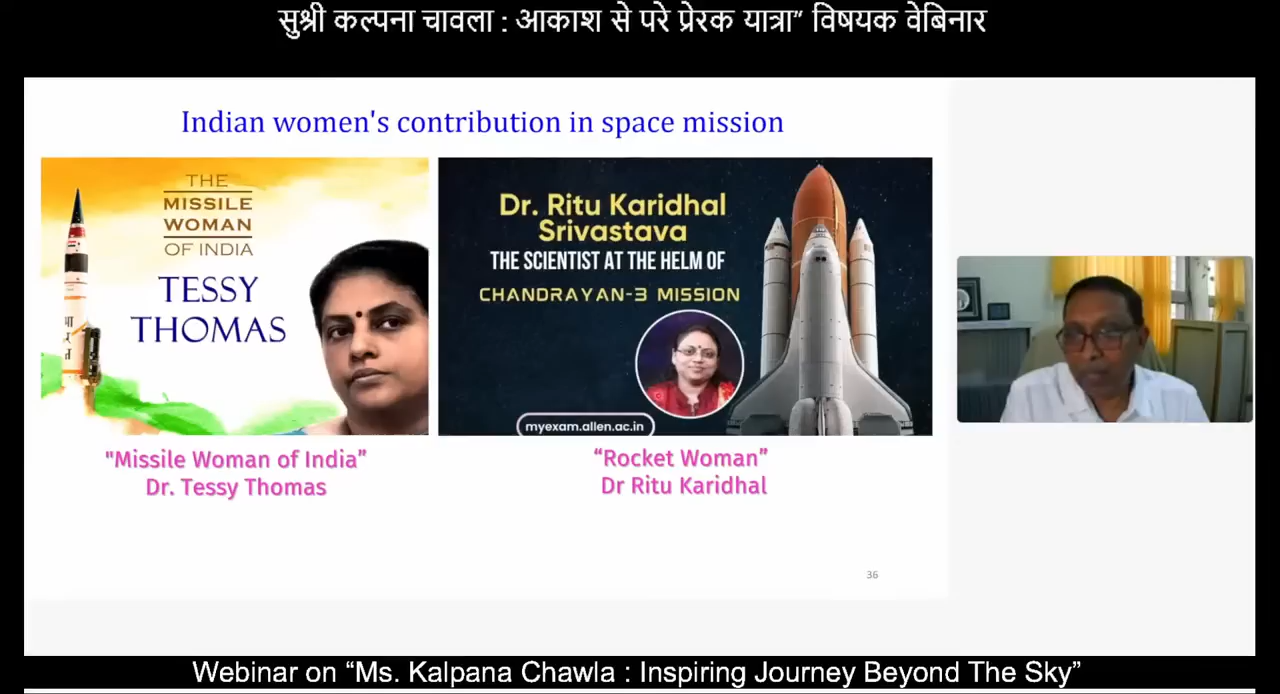 सुश्री कल्पना चावला : आकाश से परे प्रेरक यात्रा” विषयक वेबिनार
Indian women's contribution in space mission
THE
MISSILE
WOMAN
OF INDIA
TESSY
THOMAS
Dr. Ritu Karidhal
Srivastava
THE SCIENTIST AT THE HELM OF
CHANDRAYAN-3 MISSION
myexam.allen.ac.in
"Missile Woman of India”
Dr. Tessy Thomas
“Rocket Woman”
Dr Ritu Karidhal
36
Webinar on “Ms. Kalpana Chawla : Inspiring Journey Beyond The Sky”